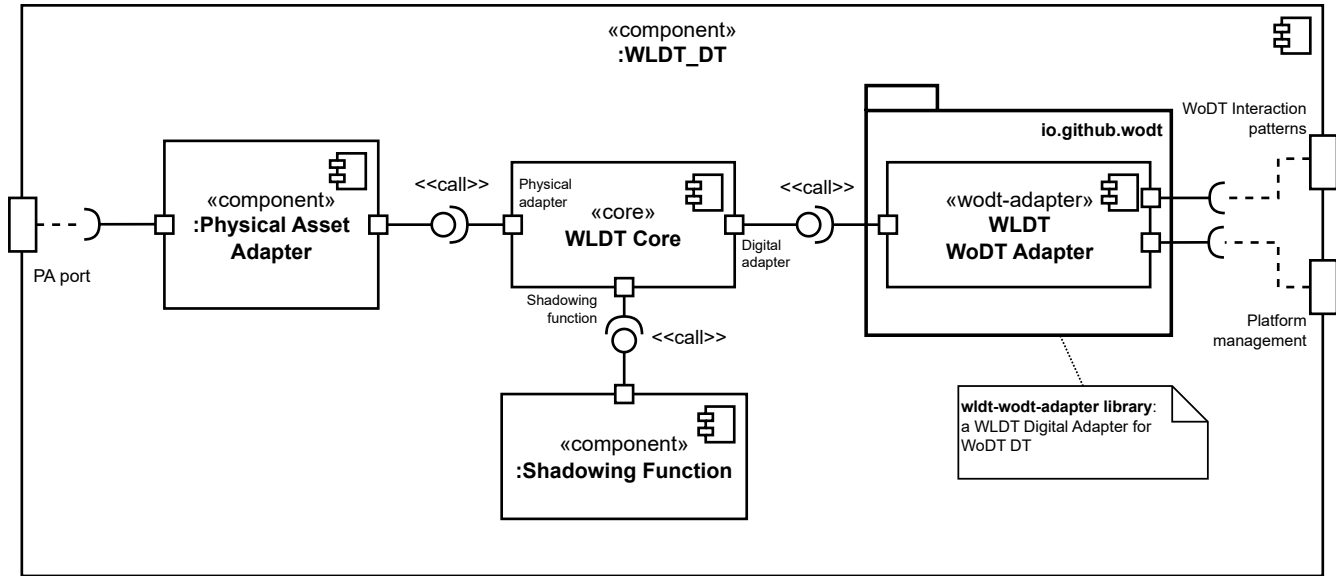 «component»
:WLDT_DT
WoDT Interaction
patterns
io.github.wodt
«component»
:Physical Asset
Adapter
<<call>>
Physical
adapter
«core»
WLDT Core
<<call>>
«wodt-adapter»
WLDT
WoDT Adapter
Digital
adapter
PA port
Shadowing
function
<<call>>
Platform
management
wldt-wodt-adapter library:
a WLDT Digital Adapter for
WoDT DT
«component»
:Shadowing Function